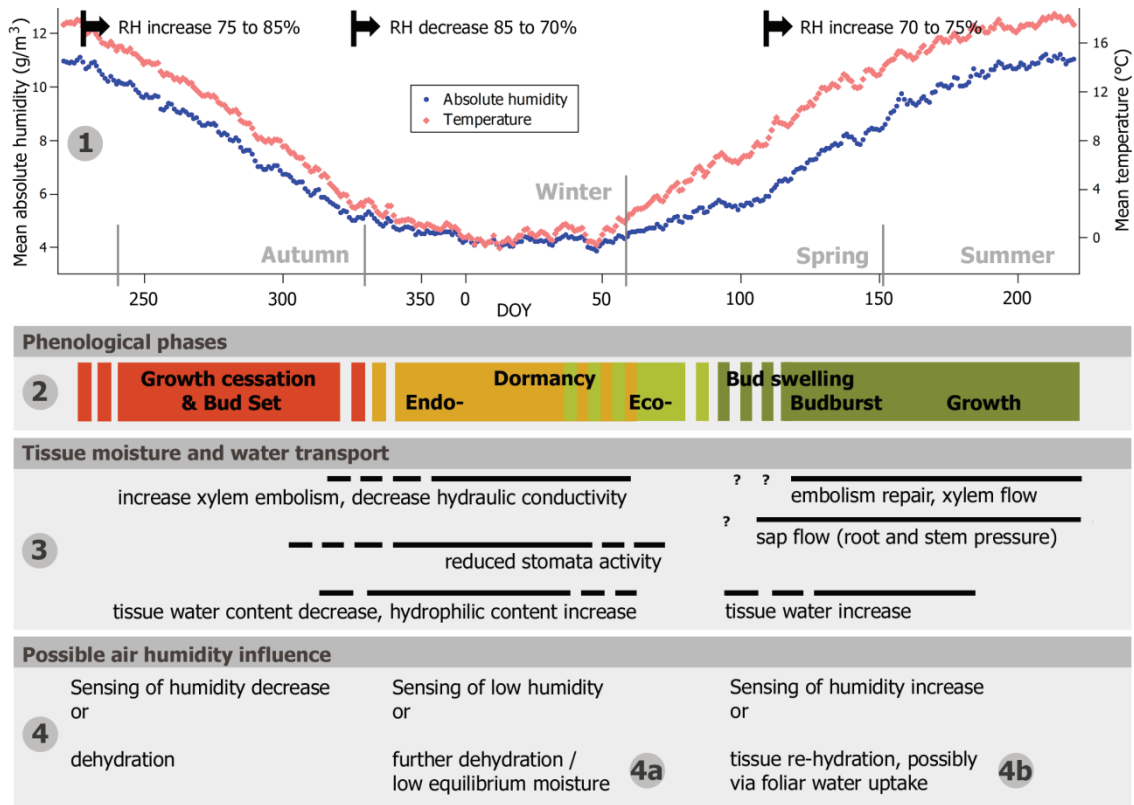 RH increase 75 to 85%
RH decrease 85 to 70%
RH increase 70 to 75%
Mean absolute humidity (g/m³)
12
10
8
6
4
Absolute humidity
Temperature
16
12
8
4
0
Mean temperature (°C)
1
Autumn
Winter
Spring
Summer
250
300
350
0
50
100
150
200
DOY
Phenological phases
2
Growth cessation
& Bud Set
Dormancy
Endo-
Eco-
Bud swelling
Budburst
Growth
Tissue moisture and water transport
3
increase xylem embolism, decrease hydraulic conductivity
? ?
embolism repair, xylem flow
?
sap flow (root and stem pressure)
reduced stomata activity
tissue water content decrease, hydrophilic content increase
tissue water increase
Possible air humidity influence
4
Sensing of humidity decrease
or
dehydration
Sensing of low humidity
or
further dehydration /
low equilibrium moisture
4a
Sensing of humidity increase
or
tissue re-hydration, possibly
via foliar water uptake
4b